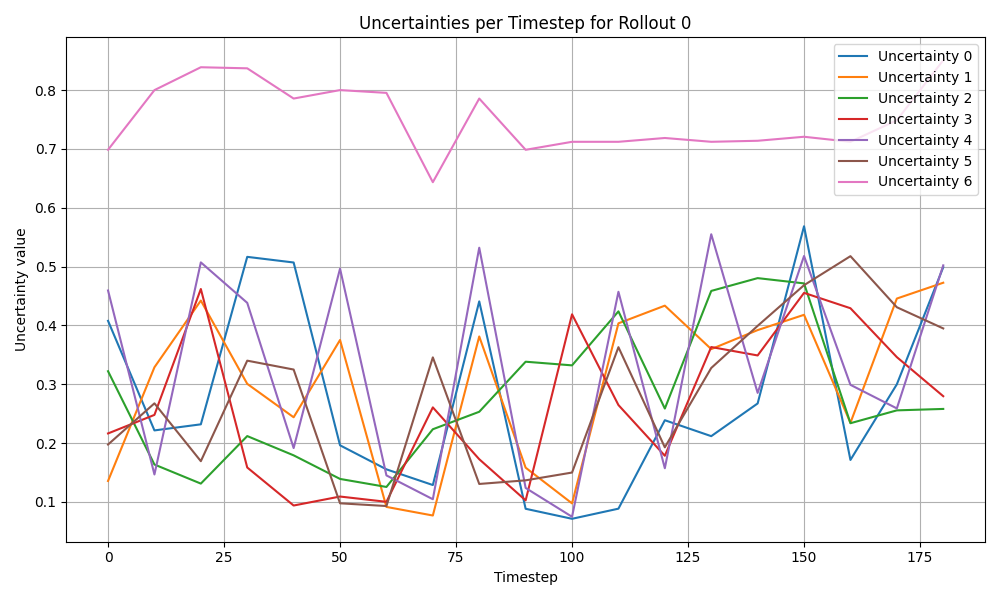 Uncertainties per Timestep for Rollout 0
Uncertainty value
0.8
0.7
0.6
0.5
0.4
0.3
0.2
0.1
Uncertainty 0
Uncertainty 1
Uncertainty 2
Uncertainty 3
Uncertainty 4
Uncertainty 5
Uncertainty 6
0 25 50 75 100 125 150 175
Timestep